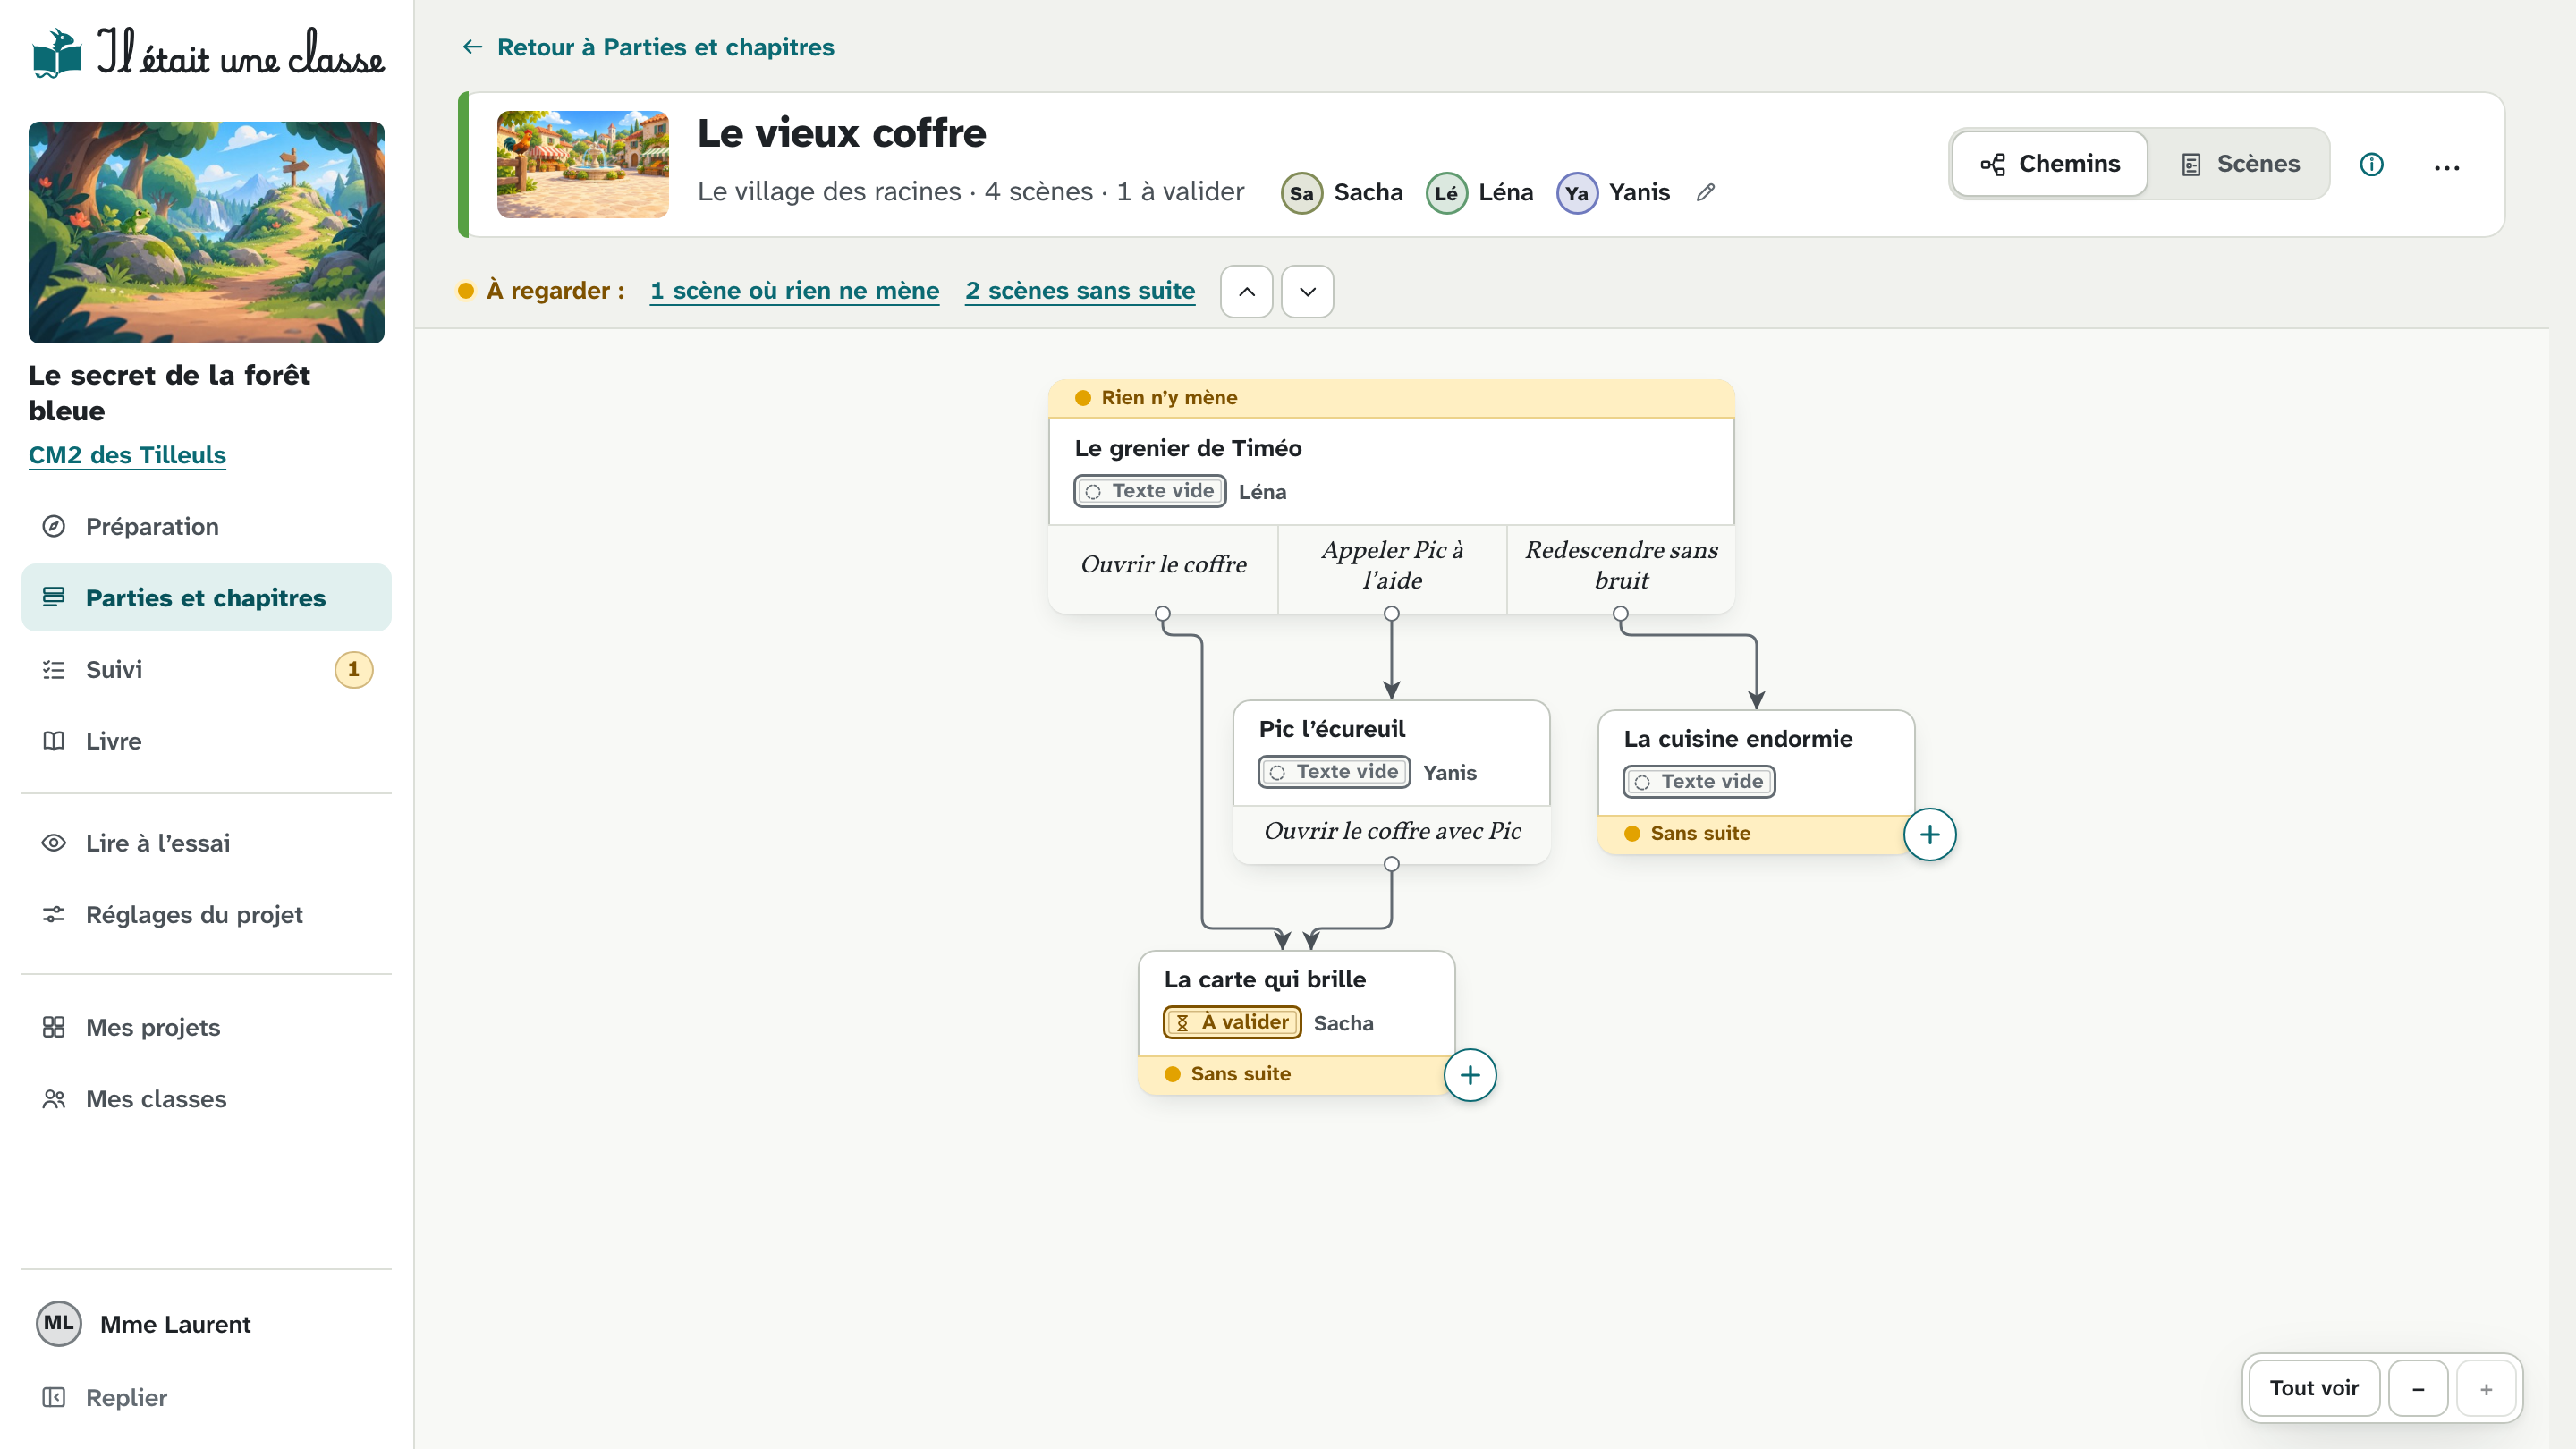 Il était une classe
Le secret de la forêt
bleue
CM2 des Tilleuls
Préparation
Parties et chapitres
Suivi
1
Livre
Lire à l’essai
Réglages du projet
Mes projets
Mes classes
ML
Mme Laurent
Replier
← Retour à Parties et chapitres
Le vieux coffre
Le village des racines · 4 scènes · 1 à valider
Sa Sacha
Lé Léna
Ya Yanis
Chemins
Scènes
À regarder :
1 scène où rien ne mène
2 scènes sans suite
Rien n’y mène
Le grenier de Timéo
Texte vide
Léna
Ouvrir le coffre
Appeler Pic à
l’aide
Redescendre sans
bruit
Pic l’écureuil
Texte vide
Yanis
Ouvrir le coffre avec Pic
La cuisine endormie
Texte vide
Sans suite
+
La carte qui brille
À valider
Sacha
Sans suite
+
Tout voir
–
+